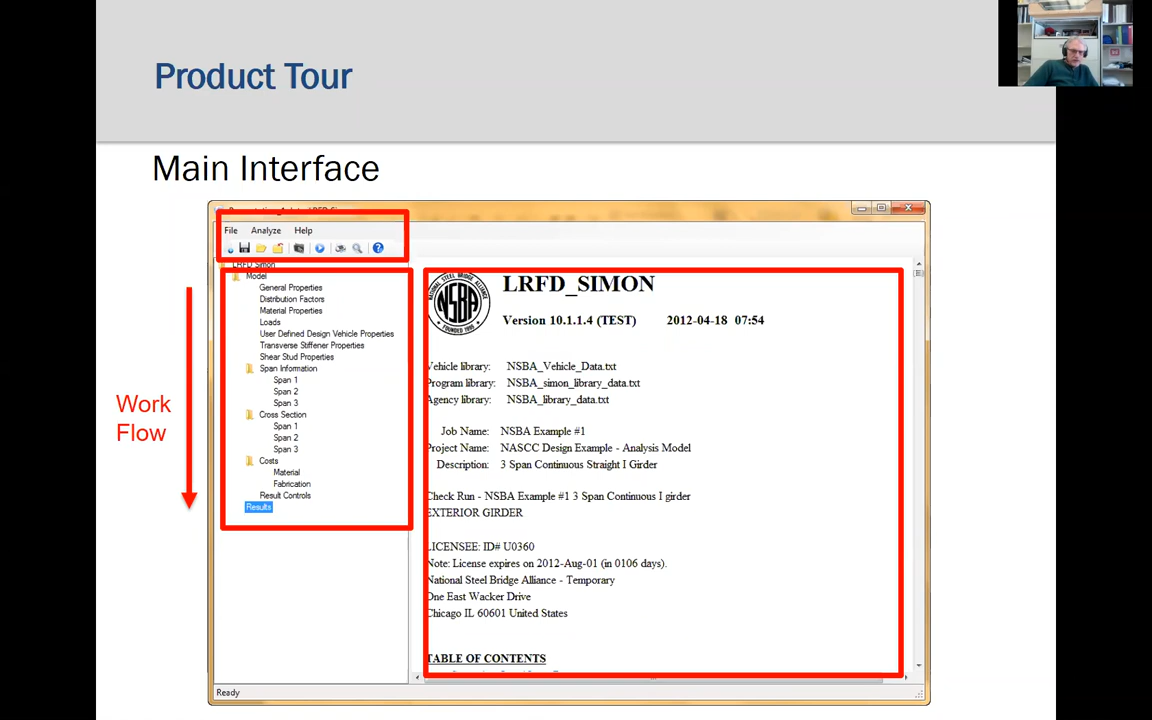 Product Tour
Main Interface
File Analyze Help
LRFD Simon
Model
General Properties
Distribution Factors
Material Properties
Loads
User Defined Design Vehicle Properties
Transverse Stiffener Properties
Shear Stud Properties
Span Information
Span 1
Span 2
Span 3
Cross Section
Span 1
Span 2
Span 3
Costs
Material
Fabrication
Result Controls
Results
Work
Flow
NATIONAL STEEL BRIDGE ALLIANCE
NSBA
LRFD_SIMON
Version 10.1.1.4 (TEST) 2012-04-18 07:54
Vehicle library: NSBA_Vehicle_Data.txt
Program library: NSBA_simon_library_data.txt
Agency library: NSBA_library_data.txt
Job Name: NSBA Example #1
Project Name: NASCC Design Example - Analysis Model
Description: 3 Span Continuous Straight I Girder
Check Run - NSBA Example #1 3 Span Continuous I girder
EXTERIOR GIRDER
LICENSEE: ID# U0360
Note: License expires on 2012-Aug-01 (in 0106 days).
National Steel Bridge Alliance - Temporary
One East Wacker Drive
Chicago IL 60601 United States
TABLE OF CONTENTS
Ready